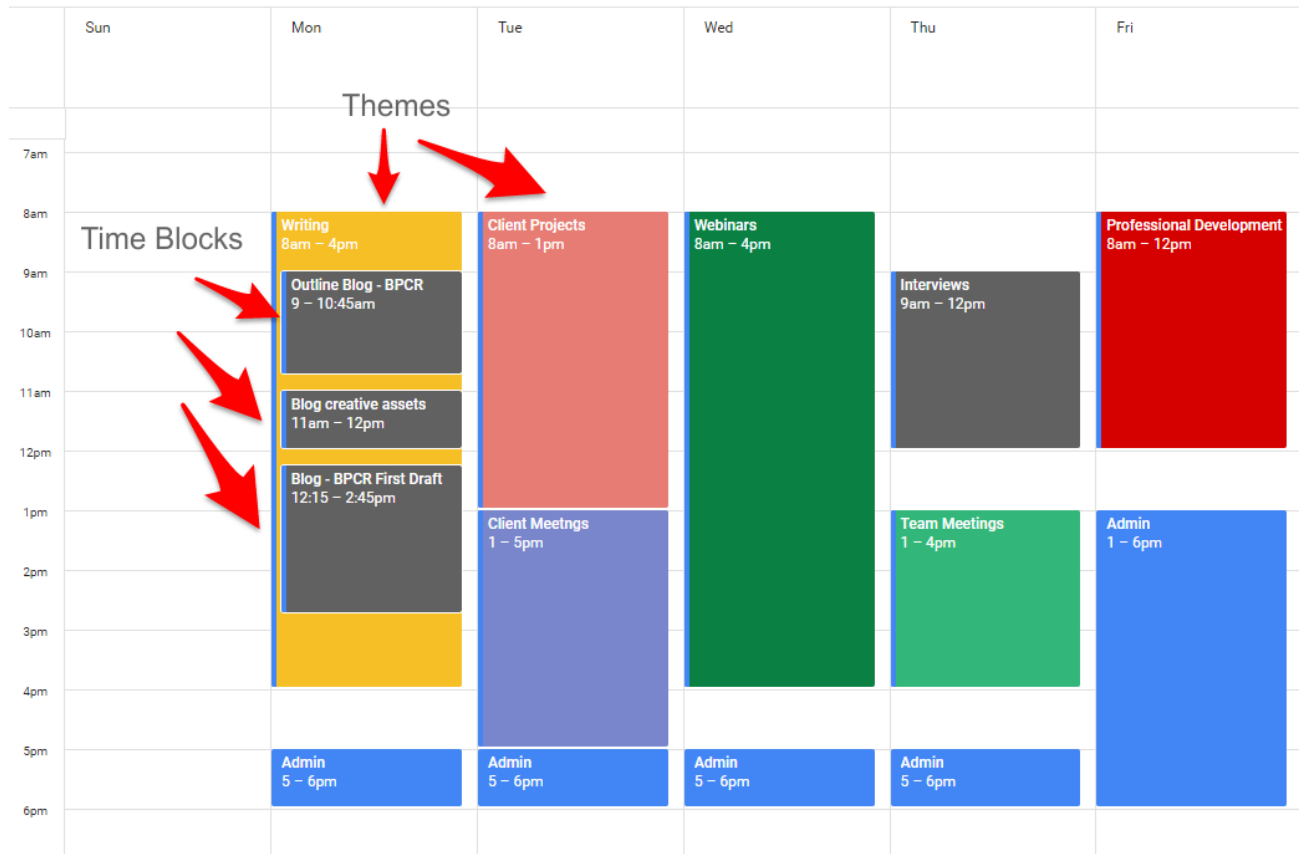 Sun
Mon
Tue
Wed
Thu
Fri
Themes
Time Blocks
7am
8am
9am
10am
11am
12pm
1pm
2pm
3pm
4pm
5pm
6pm
Writing
8am – 4pm
Outline Blog - BPCR
9 – 10:45am
Blog creative assets
11am – 12pm
Blog - BPCR First Draft
12:15 – 2:45pm
Admin
5 – 6pm
Client Projects
8am – 1pm
Client Meetngs
1 – 5pm
Admin
5 – 6pm
Webinars
8am – 4pm
Admin
5 – 6pm
Interviews
9am – 12pm
Team Meetings
1 – 4pm
Admin
5 – 6pm
Professional Development
8am – 12pm
Admin
1 – 6pm